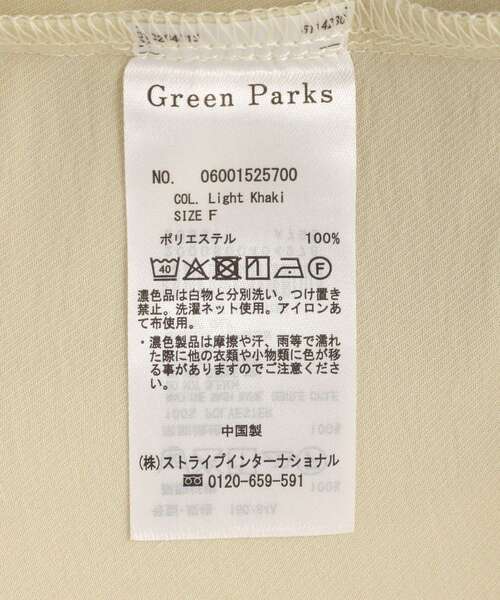 Green Parks
NO. 06001525700
COL. Light Khaki
SIZE F
ポリエステル 100%
40 F
濃色品は白物と分別洗い。つけ置き
禁止。洗濯ネット使用。アイロンあ
て布使用。
・濃色製品は摩擦や汗、雨等で濡れ
た際に他の衣類や小物類に色が移
る事がありますのでご注意くださ
い。
中国製
(株)ストライプインターナショナル
0120-659-591